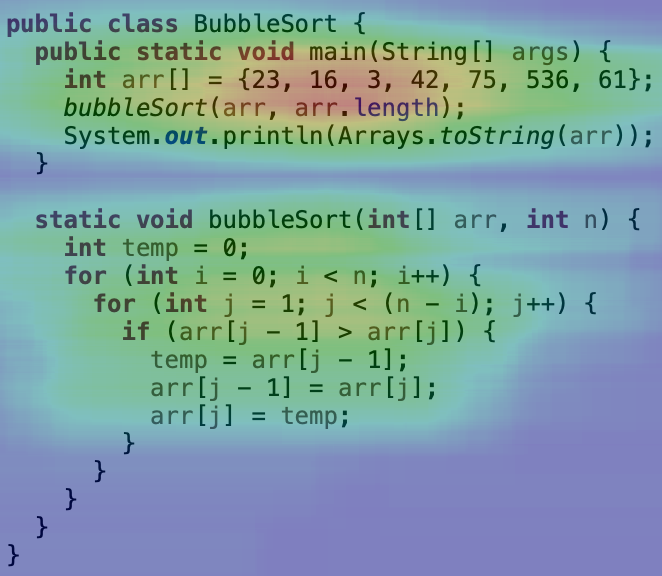 public class BubbleSort {
public static void main(String[] args) {
int arr[] = {23, 16, 3, 42, 75, 536, 61};
bubbleSort(arr, arr.length);
System.out.println(Arrays.toString(arr));
}
static void bubbleSort(int[] arr, int n) {
int temp = 0;
for (int i = 0; i < n; i++) {
for (int j = 1; j < (n - i); j++) {
if (arr[j - 1] > arr[j]) {
temp = arr[j - 1];
arr[j - 1] = arr[j];
arr[j] = temp;
}
}
}
}
}